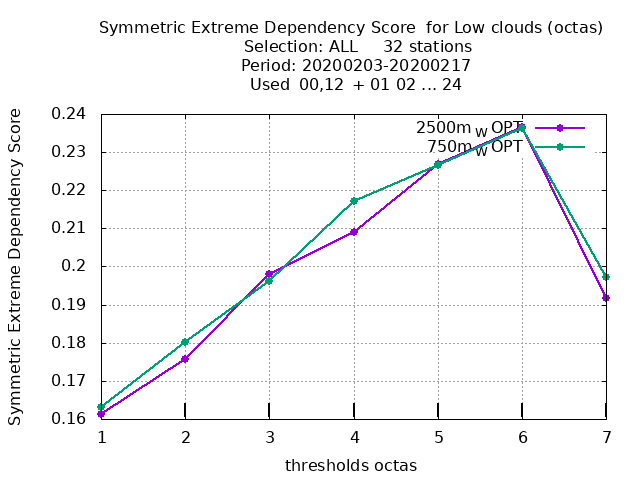 Symmetric Extreme Dependency Score for Low clouds (octas)
Selection: ALL 32 stations
Period: 20200203-20200217
Used 00,12 + 01 02 ... 24
Symmetric Extreme Dependency Score
0.24
0.23
0.22
0.21
0.2
0.19
0.18
0.17
0.16
2500m W OPT
750m W OPT
1 2 3 4 5 6 7
thresholds octas